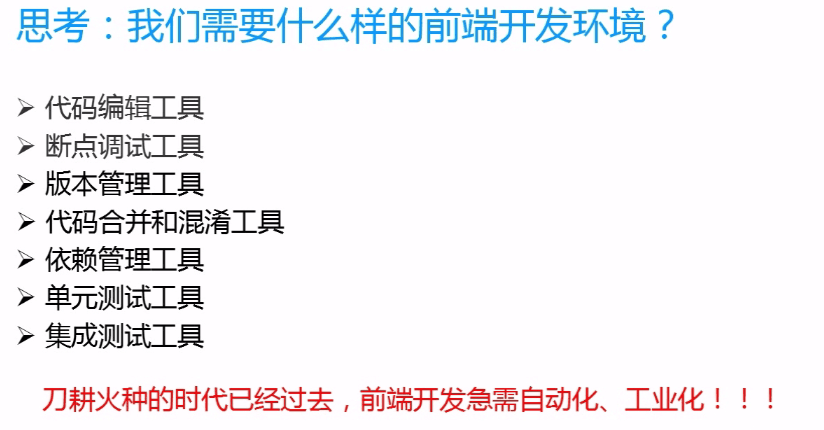 思考：我们需要什么样的前端开发环境？
➢ 代码编辑工具
➢ 断点调试工具
➢ 版本管理工具
➢ 代码合并和混淆工具
➢ 依赖管理工具
➢ 单元测试工具
➢ 集成测试工具
刀耕火种的时代已经过去，前端开发急需自动化、工业化！！！